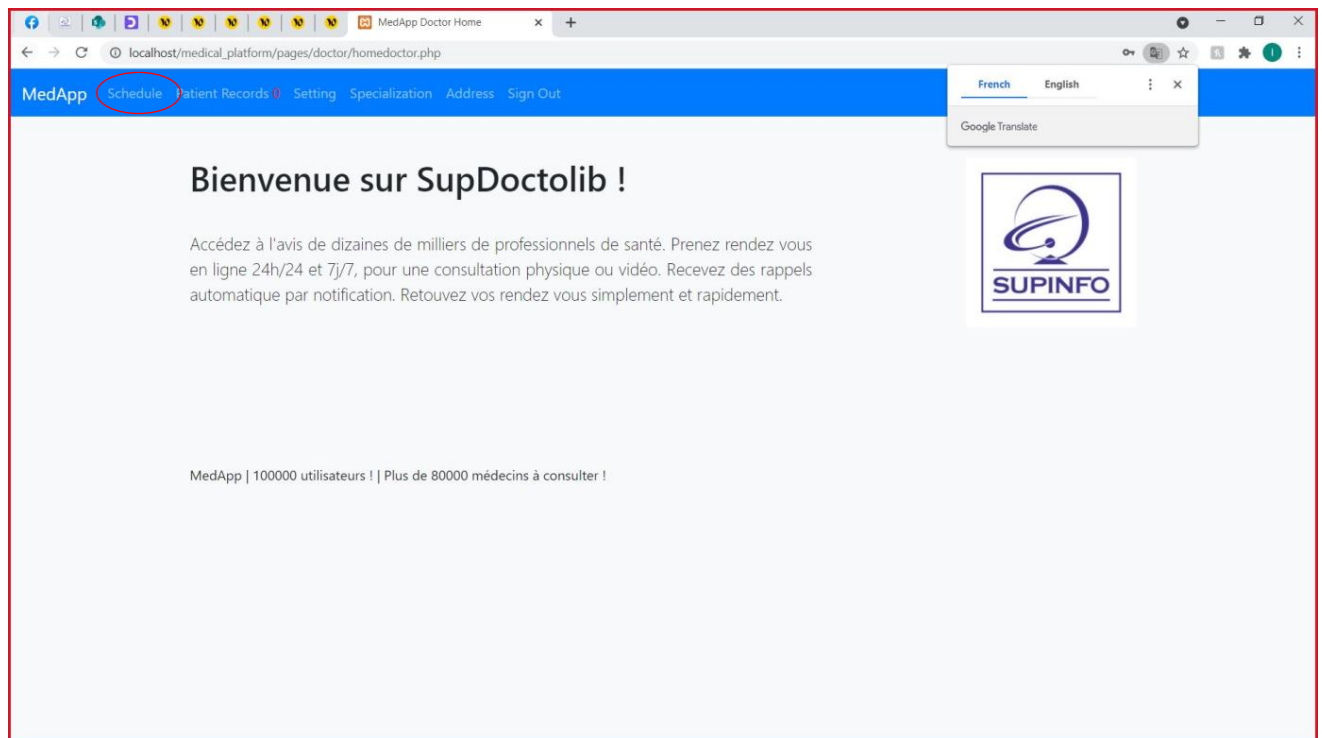 MedApp Doctor Home
localhost/medical_platform/pages/doctor/homedoctor.php
MedApp Schedule Patient Records 0 Setting Specialization Address Sign Out
French English
Google Translate
Bienvenue sur SupDoctolib !
Accédez à l'avis de dizaines de milliers de professionnels de santé. Prenez rendez vous
en ligne 24h/24 et 7j/7, pour une consultation physique ou vidéo. Recevez des rappels
automatique par notification. Retouvez vos rendez vous simplement et rapidement.
SUPINFO
MedApp | 100000 utilisateurs ! | Plus de 80000 médecins à consulter !